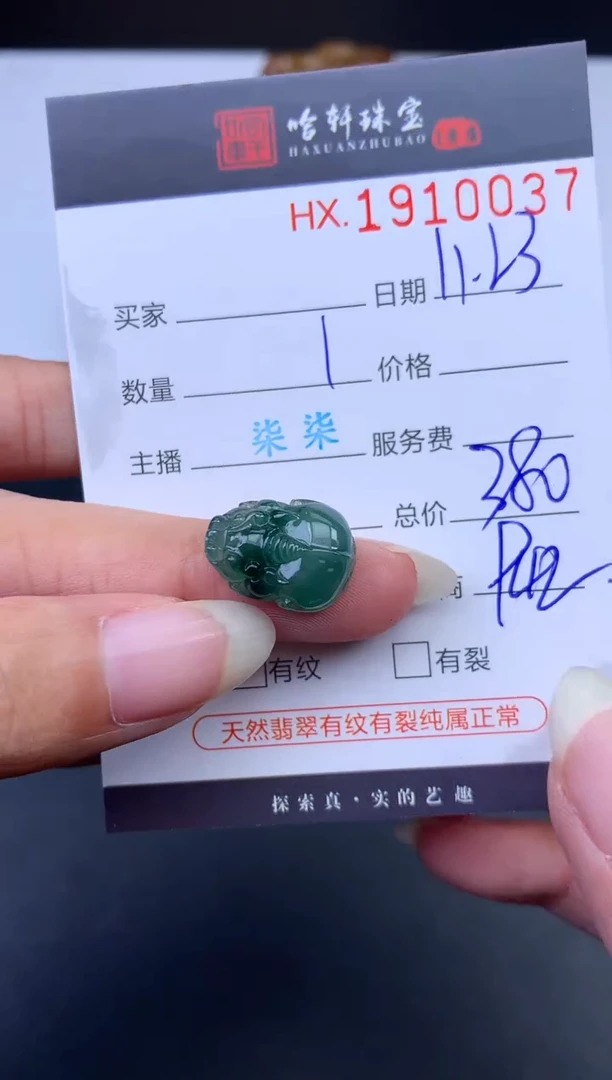 哈轩珠宝
HAXUANZHUBAO
HX.1910037
买家 日期 11.13
数量 1 价格
主播 柒柒 服务费
总价 380
商
有纹 有裂
天然翡翠有纹有裂纯属正常
探索真·实的艺趣